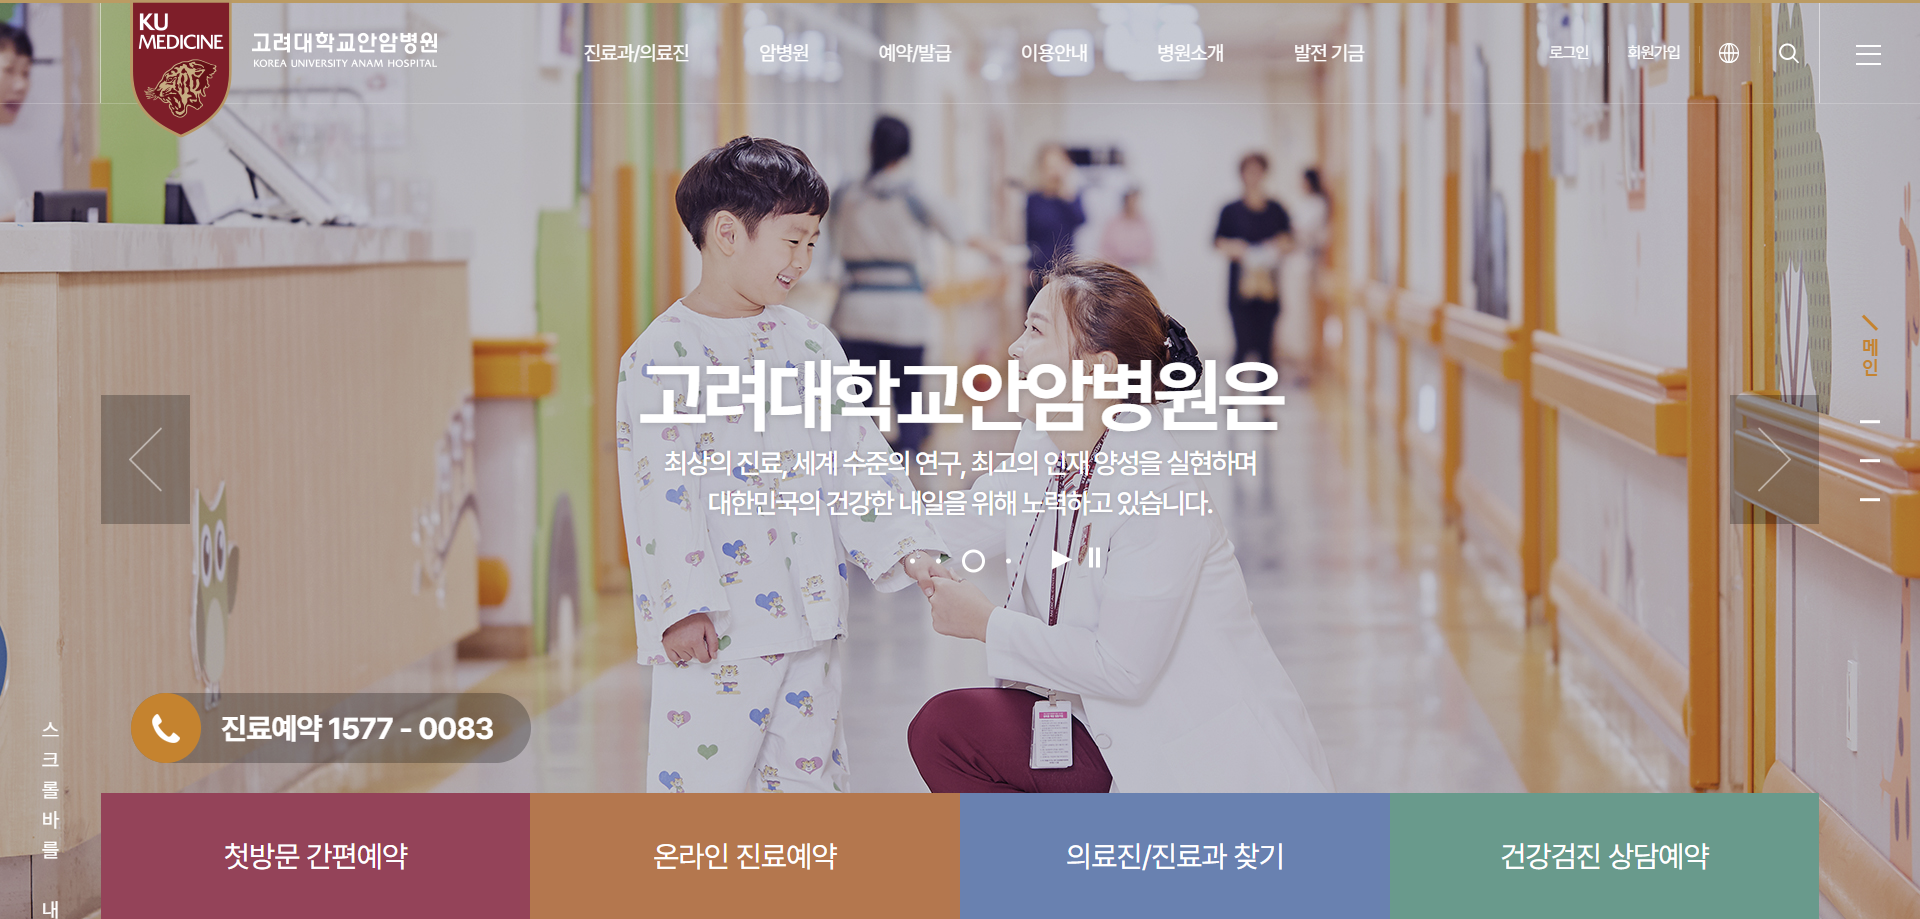 KU
MEDICINE
고려대학교안암병원
KOREA UNIVERSITY ANAM HOSPITAL
진료과/의료진
암병원
예약/발급
이용안내
병원소개
발전 기금
로그인
회원가입
메인
고려대학교안암병원은
최상의 진료, 세계 수준의 연구, 최고의 인재 양성을 실현하며
대한민국의 건강한 내일을 위해 노력하고 있습니다.
진료예약 1577 - 0083
스크롤바를 내
첫방문 간편예약
온라인 진료예약
의료진/진료과 찾기
건강검진 상담예약